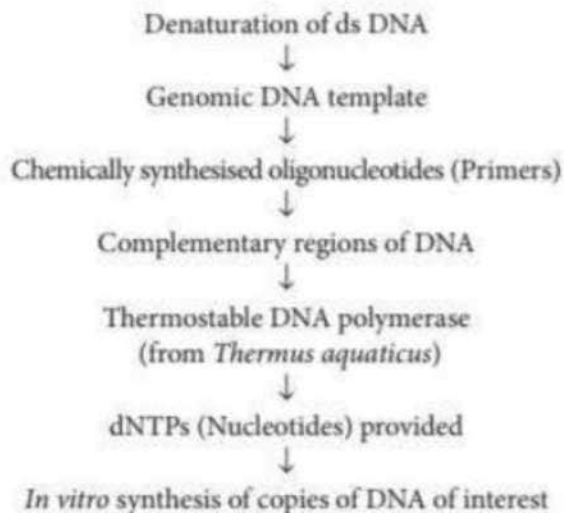 Denaturation of ds DNA
↓
Genomic DNA template
↓
Chemically synthesised oligonucleotides (Primers)
↓
Complementary regions of DNA
↓
Thermostable DNA polymerase
(from Thermus aquaticus)
↓
dNTPs (Nucleotides) provided
↓
In vitro synthesis of copies of DNA of interest